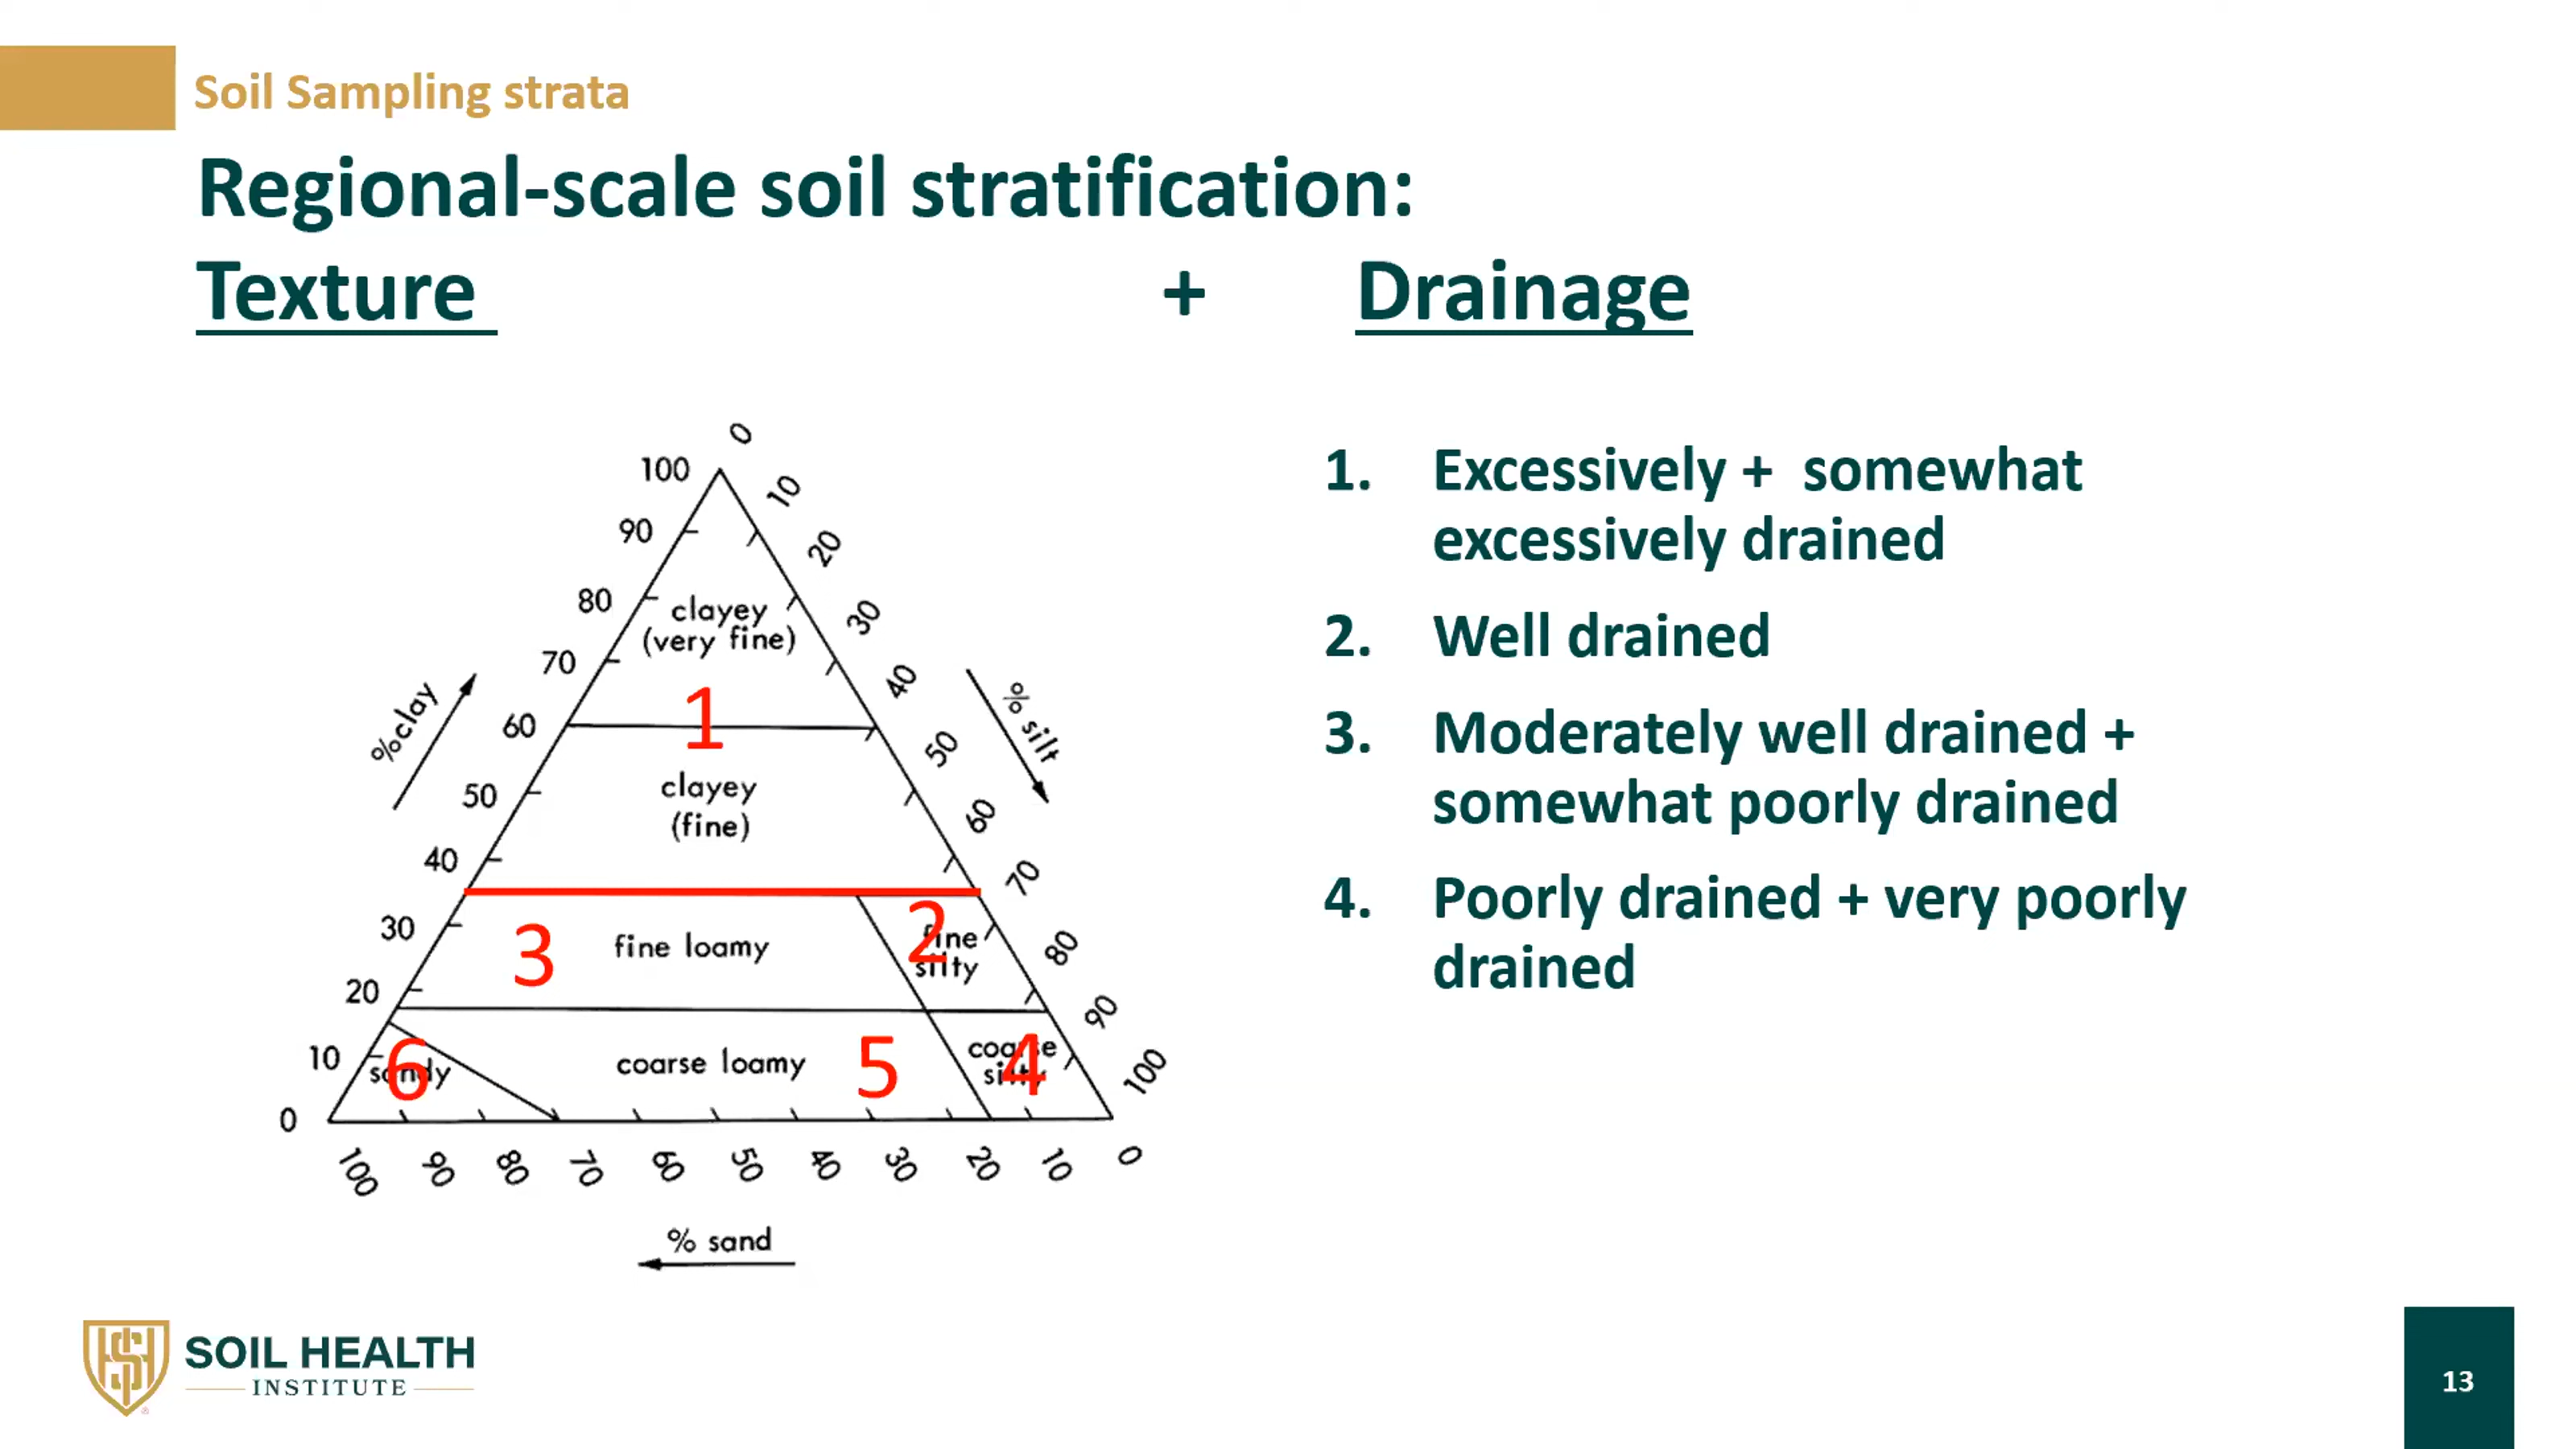 Soil Sampling strata
Regional-scale soil stratification:
Texture + Drainage
0
100
10
90
20
80
clayey
(very fine)
30
70
40
%clay
% silt
1
60
50
50
clayey
(fine)
60
40
70
30
3
fine loamy
2
fine
silty
80
20
90
10
6
sandy
coarse loamy
5
coarse
silty
4
100
0
100 90 80 70 60 50 40 30 20 10 0
% sand
1. Excessively + somewhat
excessively drained
2. Well drained
3. Moderately well drained +
somewhat poorly drained
4. Poorly drained + very poorly
drained
SOIL HEALTH
INSTITUTE
13